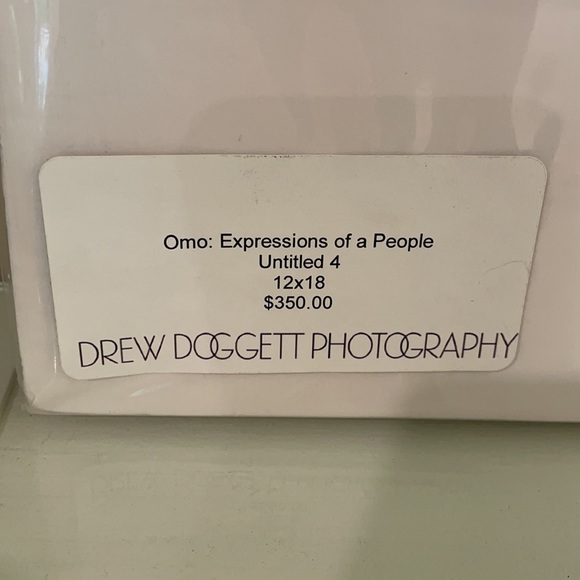 Omo: Expressions of a People
Untitled 4
12x18
$350.00
DREW DOGGETT PHOTOGRAPHY